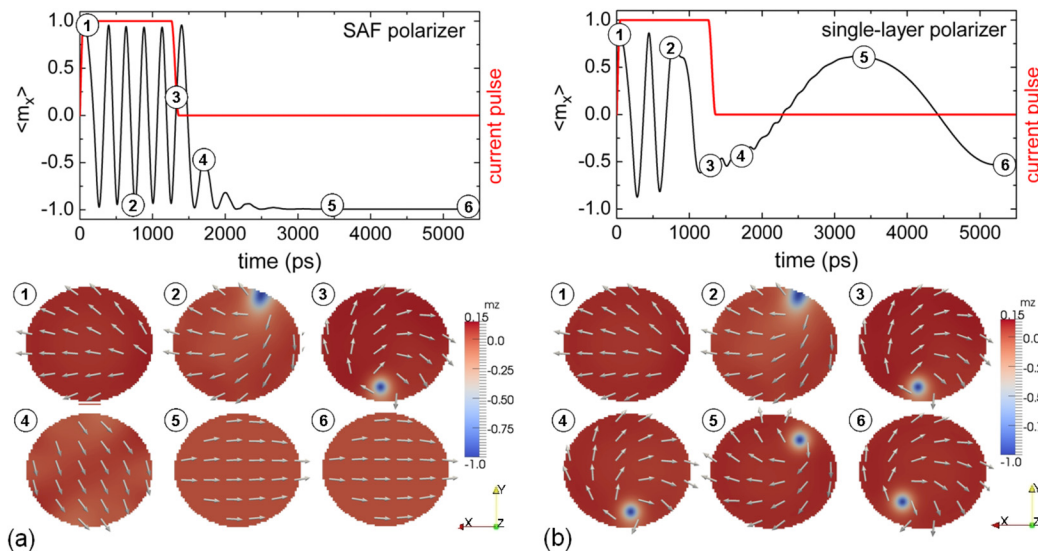 SAF polarizer
1.0
0.5
0.0
-0.5
-1.0
<m_x>
current pulse
1
2
3
4
5
6
0 1000 2000 3000 4000 5000
time (ps)
single-layer polarizer
1.0
0.5
0.0
-0.5
-1.0
<m_x>
current pulse
1
2
3
4
5
6
0 1000 2000 3000 4000 5000
time (ps)
1 2 3
mz
0.15
0.0
-0.25
-0.50
-0.75
-1.0
4 5 6
Y
X Z
(a)
1 2 3
mz
0.15
0.0
-0.4
-0.8
-1.0
4 5 6
Y
X Z
(b)